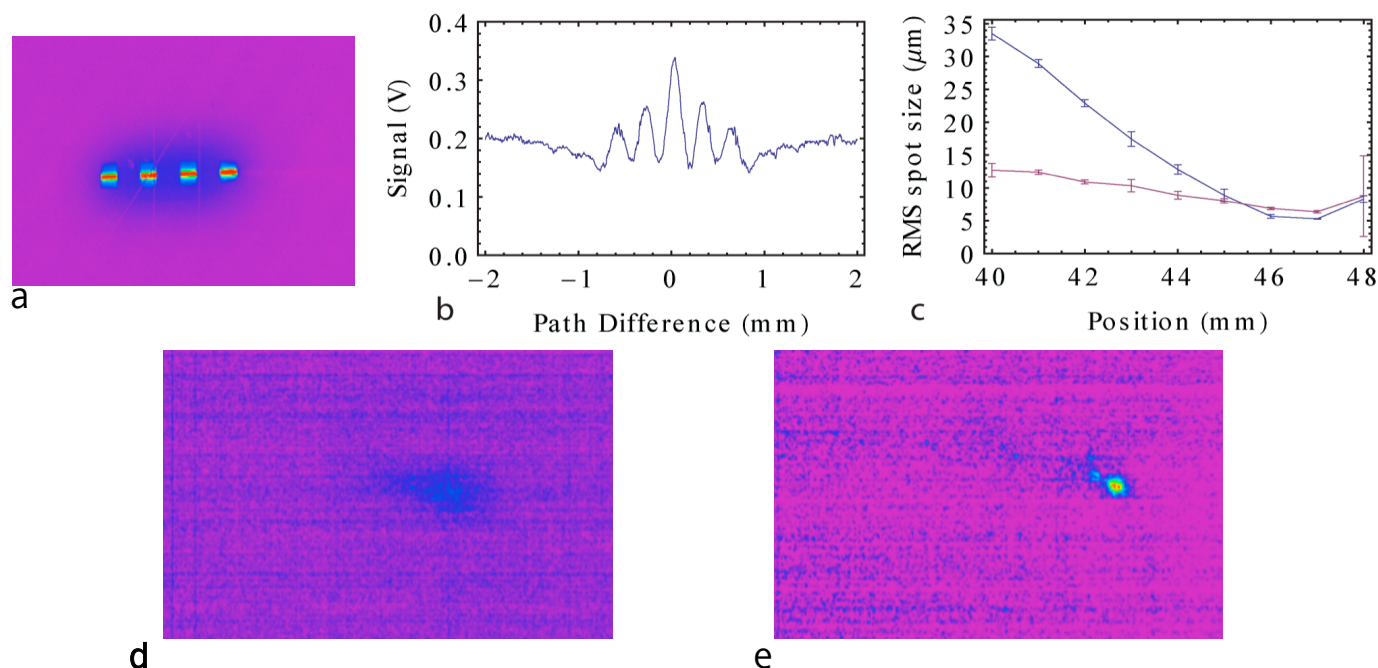 a
0.4
0.3
0.2
0.1
0.0
Signal (V)
−2 −1 0 1 2
Path Difference (mm)
b
35
30
25
20
15
10
5
0
RMS spot size (μm)
40 42 44 46 48
Position (mm)
c
d
e